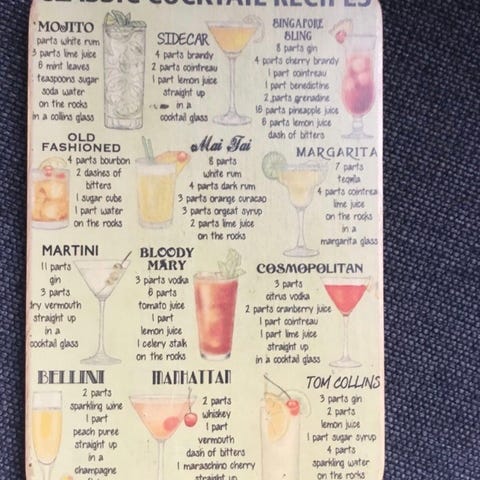 CLASSIC COCKTAIL RECIPES
MOJITO
parts white rum
3 parts lime juice
6 mint leaves
teaspoons sugar
soda water
on the rocks
in a collins glass
SIDECAR
4 parts brandy
2 parts cointreau
1 part lemon juice
straight up
in a
cocktail glass
SINGAPORE
SLING
8 parts gin
4 parts cherry brandy
1 part cointreau
1 part benedictine
2 parts grenadine
16 parts pineapple juice
6 parts lemon juice
dash of bitters
OLD
FASHIONED
4 parts bourbon
2 dashes of
bitters
1 sugar cube
1 part water
on the rocks
Mai Tai
8 parts
white rum
4 parts dark rum
3 parts orange curacao
3 parts orgeat syrup
2 parts lime juice
on the rocks
MARGARITA
7 parts
tequila
4 parts cointrea
lime juice
on the rocks
in a
margarita glass
MARTINI
11 parts
gin
3 parts
dry vermouth
straight up
in a
cocktail glass
BLOODY
MARY
3 parts vodka
6 parts
tomato juice
1 part
lemon juice
1 celery stalk
on the rocks
COSMOPOLITAN
3 parts
citrus vodka
2 parts cranberry juice
1 part cointreau
1 part lime juice
straight up
in a cocktail glass
BELLINI
2 parts
sparkling wine
1 part
peach puree
straight up
in a
champagne
MANHATTAN
2 parts
whiskey
1 part
vermouth
dash of bitters
1 maraschino cherry
straight up
TOM COLLINS
3 parts gin
2 parts
lemon juice
1 part sugar syrup
4 parts
sparkling water
on the rocks